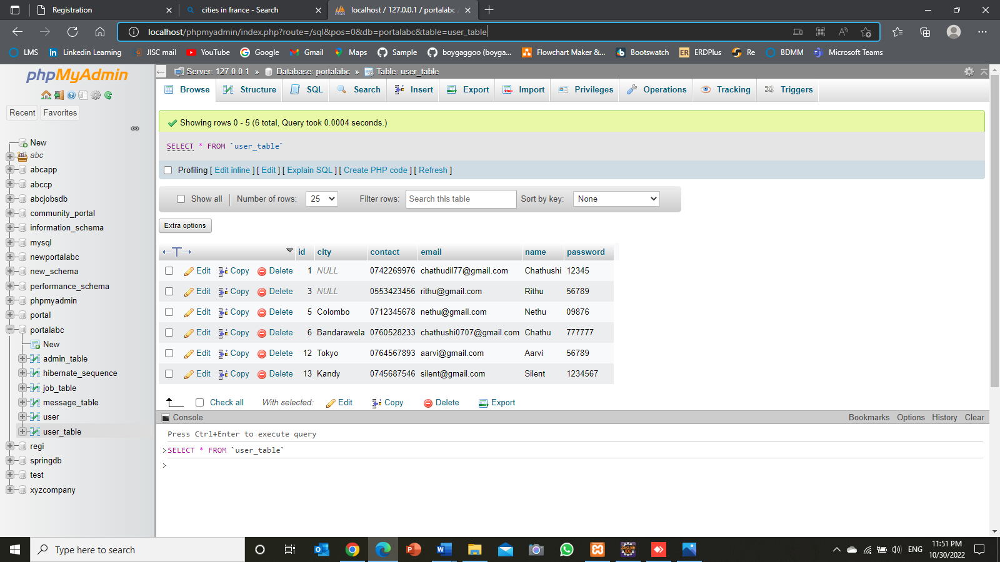 Registration
cities in france - Search
localhost / 127.0.0.1 / portalabc /
localhost/phpmyadmin/index.php?route=/sql&pos=0&db=portalabc&table=user_table
LMS
Linkedin Learning
JISC mail
YouTube
Google
Gmail
Maps
Sample
boygaggoo (boyga...
Flowchart Maker &...
Bootswatch
ERDPlus
Re
BDMM
Microsoft Teams
phpMyAdmin
Recent
Favorites
New
abc
abcapp
abccp
abcjobsdb
community_portal
information_schema
mysql
newportalabc
new_schema
performance_schema
phpmyadmin
portal
portalabc
New
admin_table
hibernate_sequence
job_table
message_table
user
user_table
regi
springdb
test
xyzcompany
Server: 127.0.0.1 » Database: portalabc » Table: user_table
Browse
Structure
SQL
Search
Insert
Export
Import
Privileges
Operations
Tracking
Triggers
Showing rows 0 - 5 (6 total, Query took 0.0004 seconds.)
SELECT * FROM `user_table`
Profiling [ Edit inline ] [ Edit ] [ Explain SQL ] [ Create PHP code ] [ Refresh ]
Show all | Number of rows: 25 Filter rows: Search this table Sort by key: None
Extra options
←T→ id city contact email name password
Edit Copy Delete 1 NULL 0742269976 chathudil77@gmail.com Chathushi 12345
Edit Copy Delete 3 NULL 0553423456 rithu@gmail.com Rithu 56789
Edit Copy Delete 5 Colombo 0712345678 nethu@gmail.com Nethu 09876
Edit Copy Delete 6 Bandarawela 0760528233 chathushi0707@gmail.com Chathu 777777
Edit Copy Delete 12 Tokyo 0764567893 aarvi@gmail.com Aarvi 56789
Edit Copy Delete 13 Kandy 0745687546 silent@gmail.com Silent 1234567
Check all With selected: Edit Copy Delete Export
Console
Bookmarks Options History Clear
Press Ctrl+Enter to execute query
>SELECT * FROM `user_table`
>
Type here to search
ENG
11:51 PM
10/30/2022